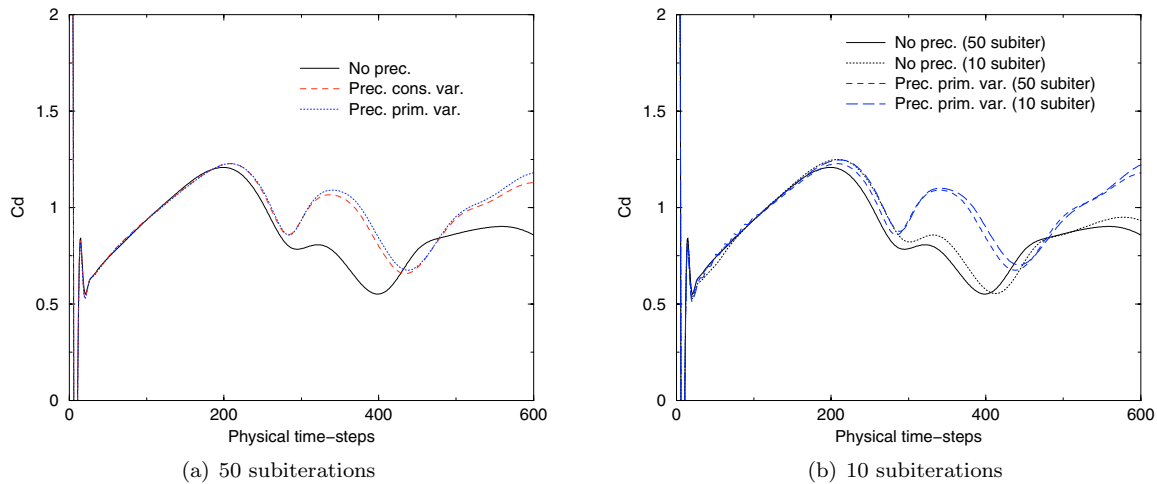 2
1.5
1
0.5
0
0
200
400
600
Cd
Physical time-steps
No prec.
Prec. cons. var.
Prec. prim. var.
(a) 50 subiterations
2
1.5
1
0.5
0
0
200
400
600
Cd
Physical time-steps
No prec. (50 subiter)
No prec. (10 subiter)
Prec. prim. var. (50 subiter)
Prec. prim. var. (10 subiter)
(b) 10 subiterations